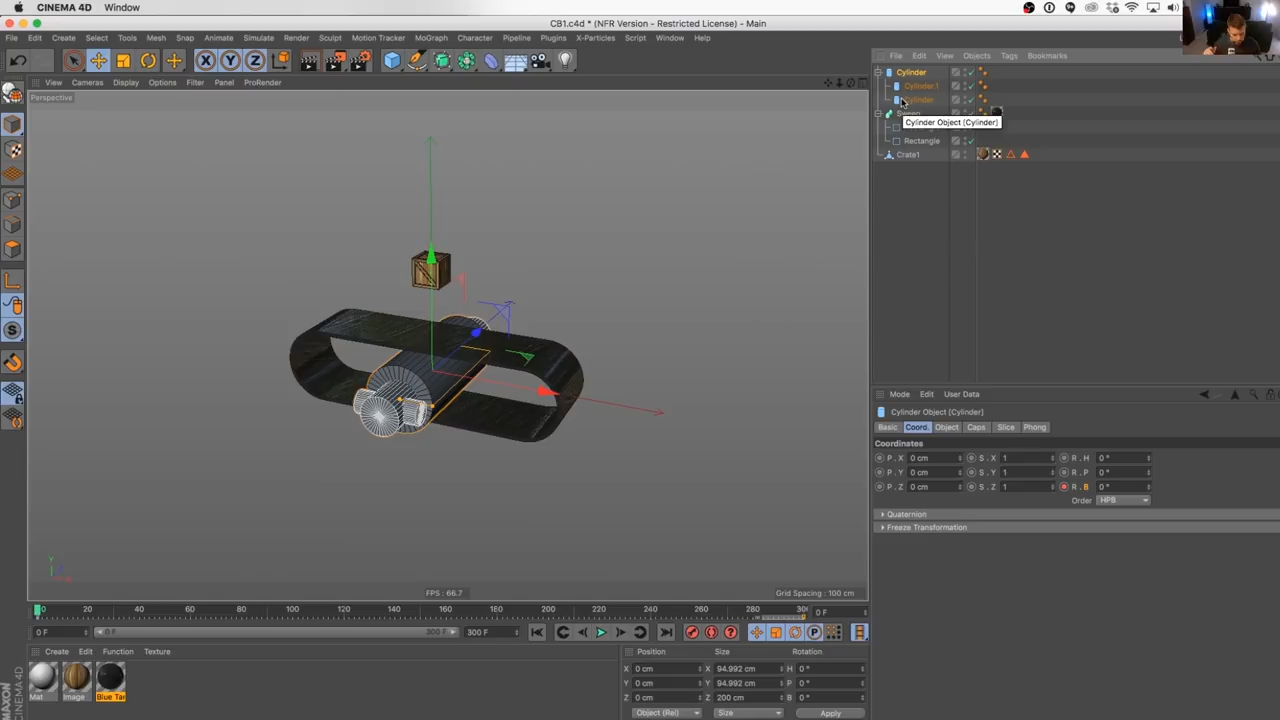 CINEMA 4D Window
CB1.c4d * (NFR Version - Restricted License) - Main
File Edit Create Select Tools Mesh Snap Animate Simulate Render Sculpt Motion Tracker MoGraph Character Pipeline Plugins X-Particles Script Window Help
File Edit View Objects Tags Bookmarks
View Cameras Display Options Filter Panel ProRender
Perspective
Cylinder
Cylinder.1
Cylinder
Sweep
Cylinder Object [Cylinder]
Rectangle
Crate1
Mode Edit User Data
Cylinder Object [Cylinder]
Basic Coord. Object Caps Slice Phong
Coordinates
P . X 0 cm S . X 1 R . H 0 °
P . Y 0 cm S . Y 1 R . P 0 °
P . Z 0 cm S . Z 1 R . B 0 °
Order HPB
Quaternion
Freeze Transformation
FPS : 66.7 Grid Spacing : 100 cm
0 20 40 60 80 100 120 140 160 180 200 220 240 260 280 300 0 F
0 F 0 F 300 F 300 F
Create Edit Function Texture
Mat Image Blue Tar
Position Size Rotation
X 0 cm X 94.992 cm H 0 °
Y 0 cm Y 94.992 cm P 0 °
Z 0 cm Z 200 cm B 0 °
Object (Rel) Size Apply
MAXON
CINEMA 4D